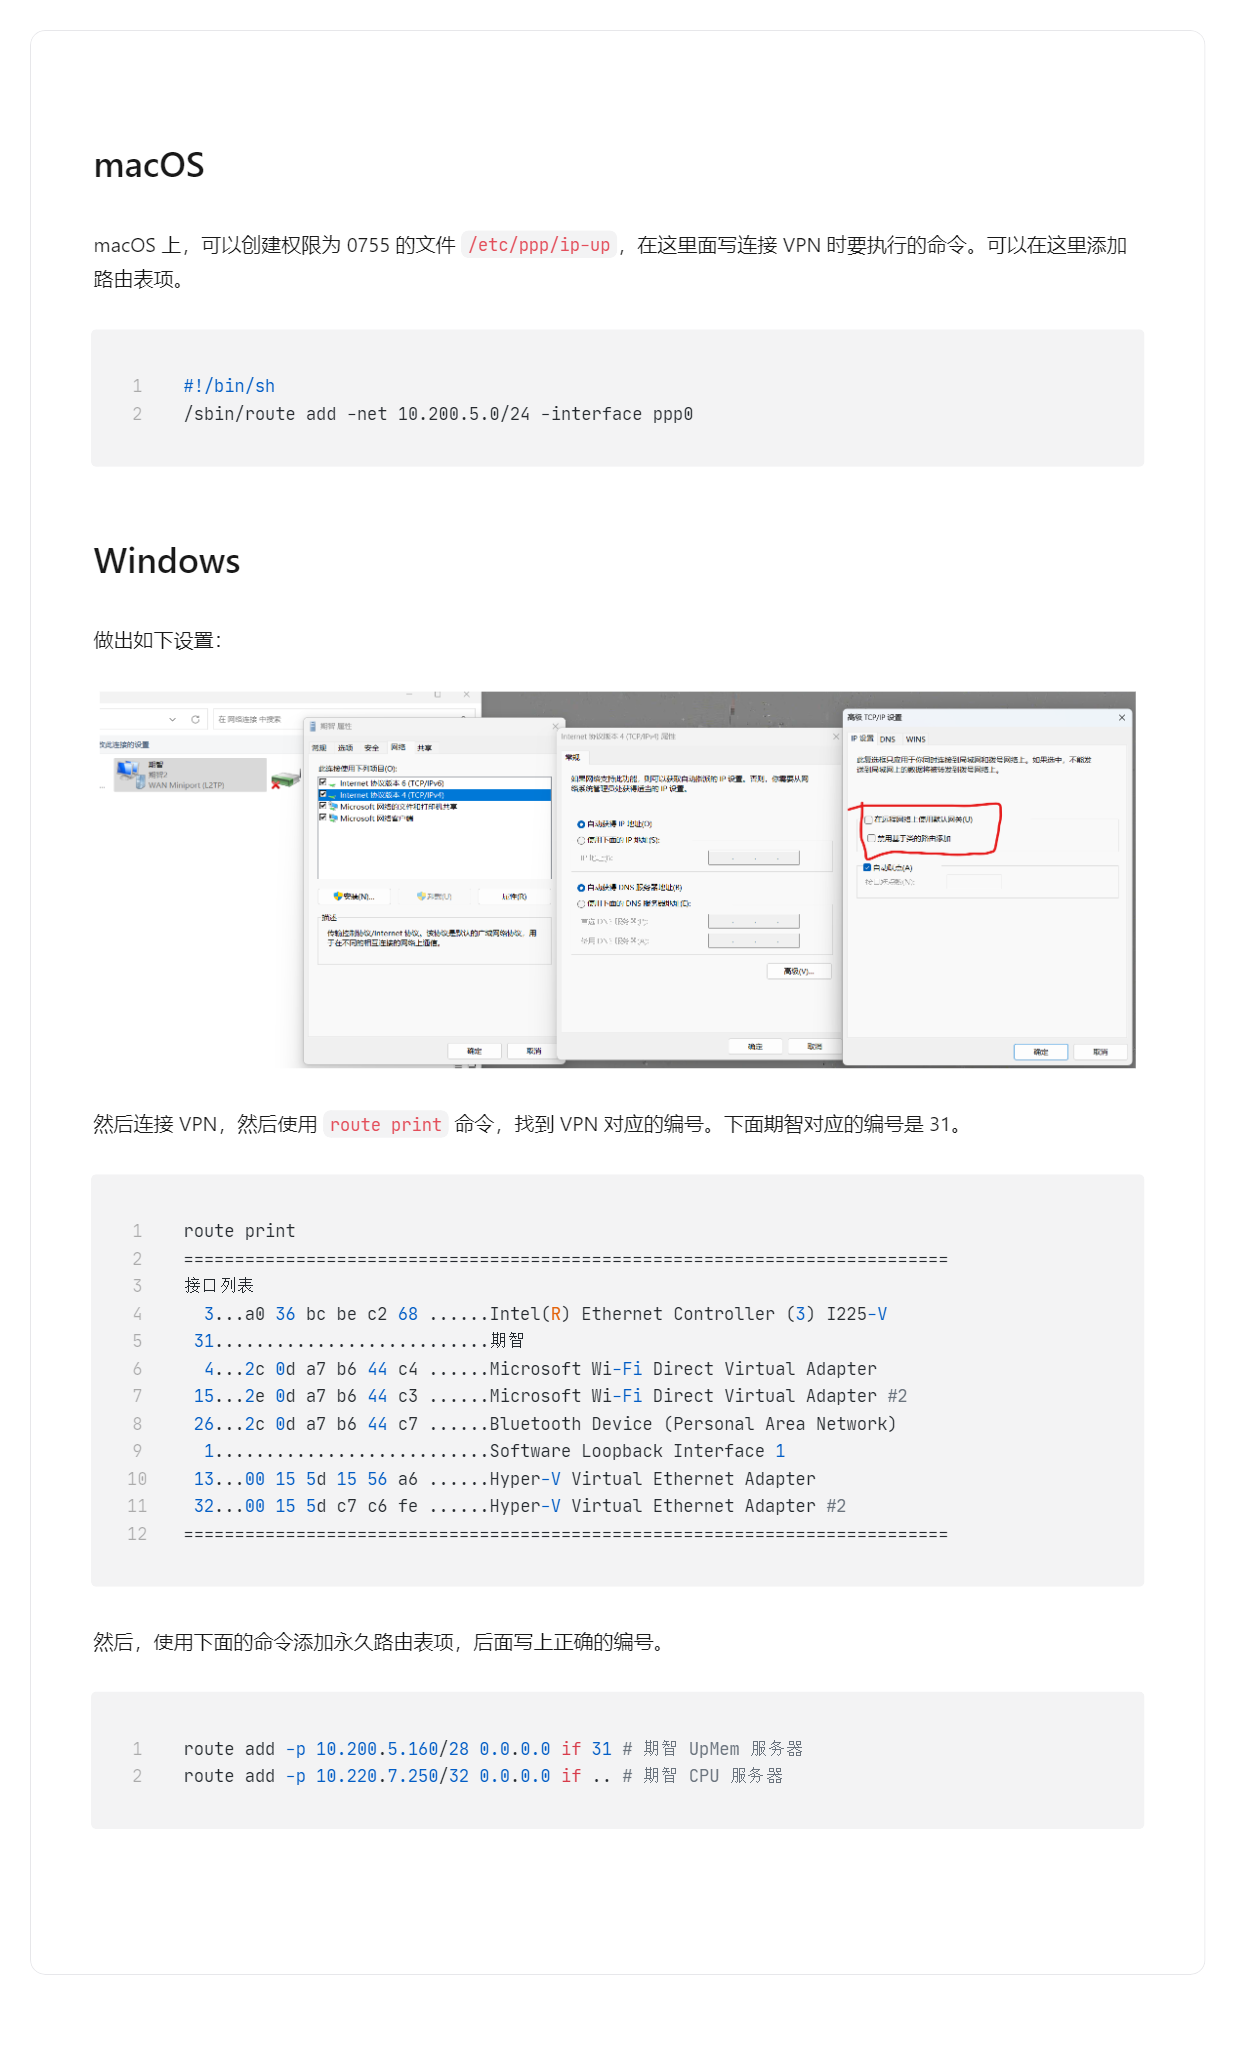 macOS
macOS 上，可以创建权限为 0755 的文件 /etc/ppp/ip-up，在这里面写连接 VPN 时要执行的命令。可以在这里添加
路由表项。
1 #!/bin/sh
2 /sbin/route add -net 10.200.5.0/24 -interface ppp0
Windows
做出如下设置：
在 网络连接 中搜索
改此连接的设置
期智
期智2
WAN Miniport (L2TP)
期智 属性
常规 选项 安全 网络 共享
此连接使用下列项目(O):
Internet 协议版本 6 (TCP/IPv6)
Internet 协议版本 4 (TCP/IPv4)
Microsoft 网络的文件和打印机共享
Microsoft 网络客户端
安装(N)... 卸载(U) 属性(R)
描述
传输控制协议/Internet 协议。该协议是默认的广域网络协议，用
于在不同的相互连接的网络上通信。
确定 取消
Internet 协议版本 4 (TCP/IPv4) 属性
常规
如果网络支持此功能，则可以获取自动指派的 IP 设置。否则，你需要从网
络系统管理员处获得适当的 IP 设置。
自动获得 IP 地址(O)
使用下面的 IP 地址(S):
IP 地址(I):
自动获得 DNS 服务器地址(B)
使用下面的 DNS 服务器地址(E):
首选 DNS 服务器(P):
备用 DNS 服务器(A):
高级(V)...
确定 取消
高级 TCP/IP 设置
IP 设置 DNS WINS
此复选框只应用于你同时连接到局域网和拨号网络上。如果选中，不能发
送到局域网上的数据将被转发到拨号网络上。
在远程网络上使用默认网关(U)
禁用基于类的路由添加
自动跃点(A)
接口跃点数(N):
确定 取消
然后连接 VPN，然后使用 route print 命令，找到 VPN 对应的编号。下面期智对应的编号是 31。
1 route print
2 ===========================================================================
3 接口列表
4 3...a0 36 bc be c2 68 ......Intel(R) Ethernet Controller (3) I225-V
5 31...........................期智
6 4...2c 0d a7 b6 44 c4 ......Microsoft Wi-Fi Direct Virtual Adapter
7 15...2e 0d a7 b6 44 c3 ......Microsoft Wi-Fi Direct Virtual Adapter #2
8 26...2c 0d a7 b6 44 c7 ......Bluetooth Device (Personal Area Network)
9 1...........................Software Loopback Interface 1
10 13...00 15 5d 15 56 a6 ......Hyper-V Virtual Ethernet Adapter
11 32...00 15 5d c7 c6 fe ......Hyper-V Virtual Ethernet Adapter #2
12 ===========================================================================
然后，使用下面的命令添加永久路由表项，后面写上正确的编号。
1 route add -p 10.200.5.160/28 0.0.0.0 if 31 # 期智 UpMem 服务器
2 route add -p 10.220.7.250/32 0.0.0.0 if .. # 期智 CPU 服务器